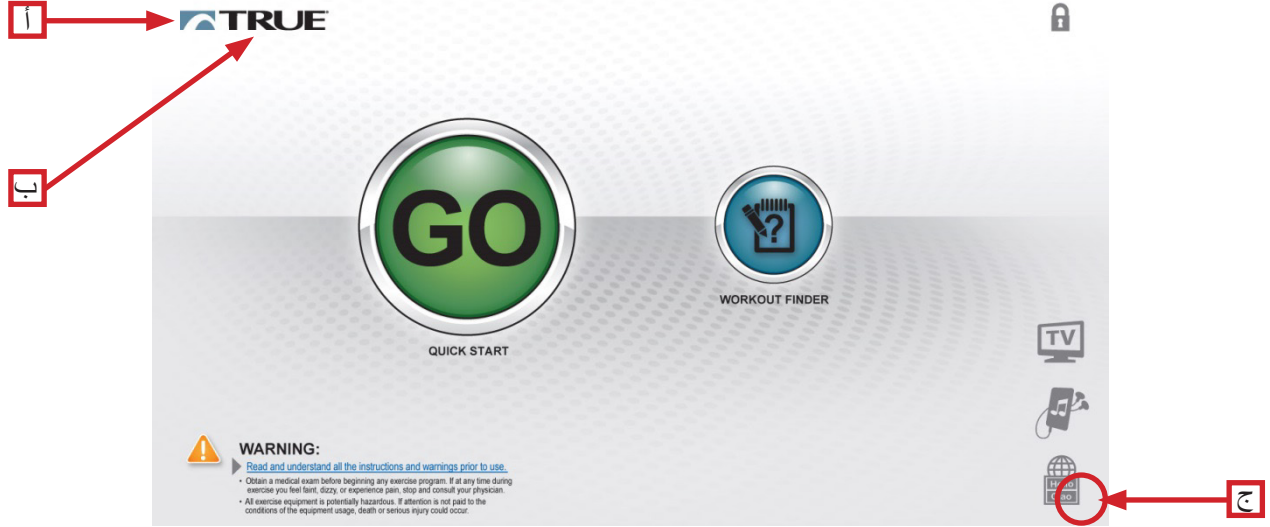 أ
TRUE
ب
GO
?
QUICK START
WORKOUT FINDER
TV
WARNING:
Read and understand all the instructions and warnings prior to use.
• Obtain a medical exam before beginning any exercise program. If at any time during
exercise you feel faint, dizzy, or experience pain, stop and consult your physician.
• All exercise equipment is potentially hazardous. If attention is not paid to the
conditions of the equipment usage, death or serious injury could occur.
Hello
Ciao
ج